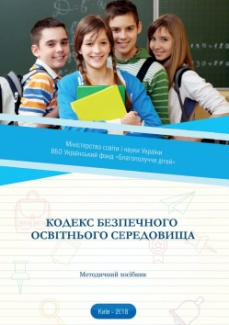 Міністерство освіти і науки України
ВБО Український фонд «Благополуччя дітей»
КОДЕКС БЕЗПЕЧНОГО
ОСВІТНЬОГО СЕРЕДОВИЩА
Методичний посібник
Київ - 2018